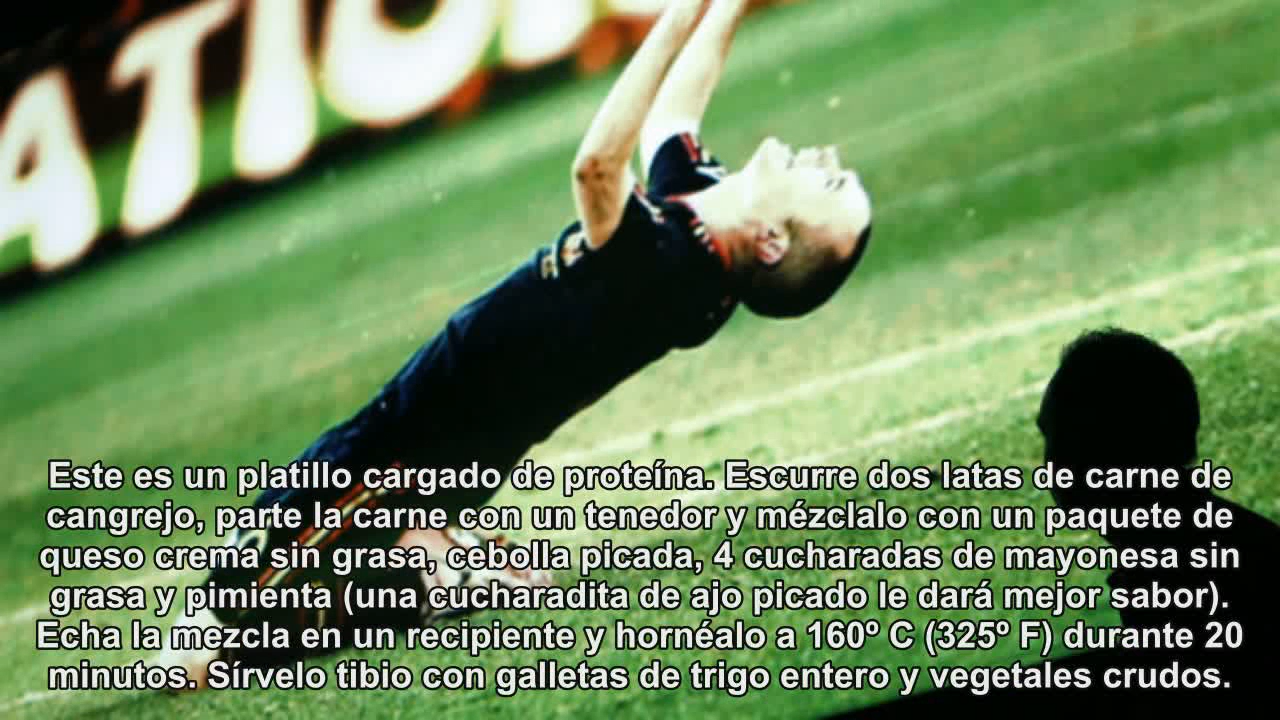 ATIO
Este es un platillo cargado de proteína. Escurre dos latas de carne de
cangrejo, parte la carne con un tenedor y mézclalo con un paquete de
queso crema sin grasa, cebolla picada, 4 cucharadas de mayonesa sin
grasa y pimienta (una cucharadita de ajo picado le dará mejor sabor).
Echa la mezcla en un recipiente y hornéalo a 160º C (325º F) durante 20
minutos. Sírvelo tibio con galletas de trigo entero y vegetales crudos.